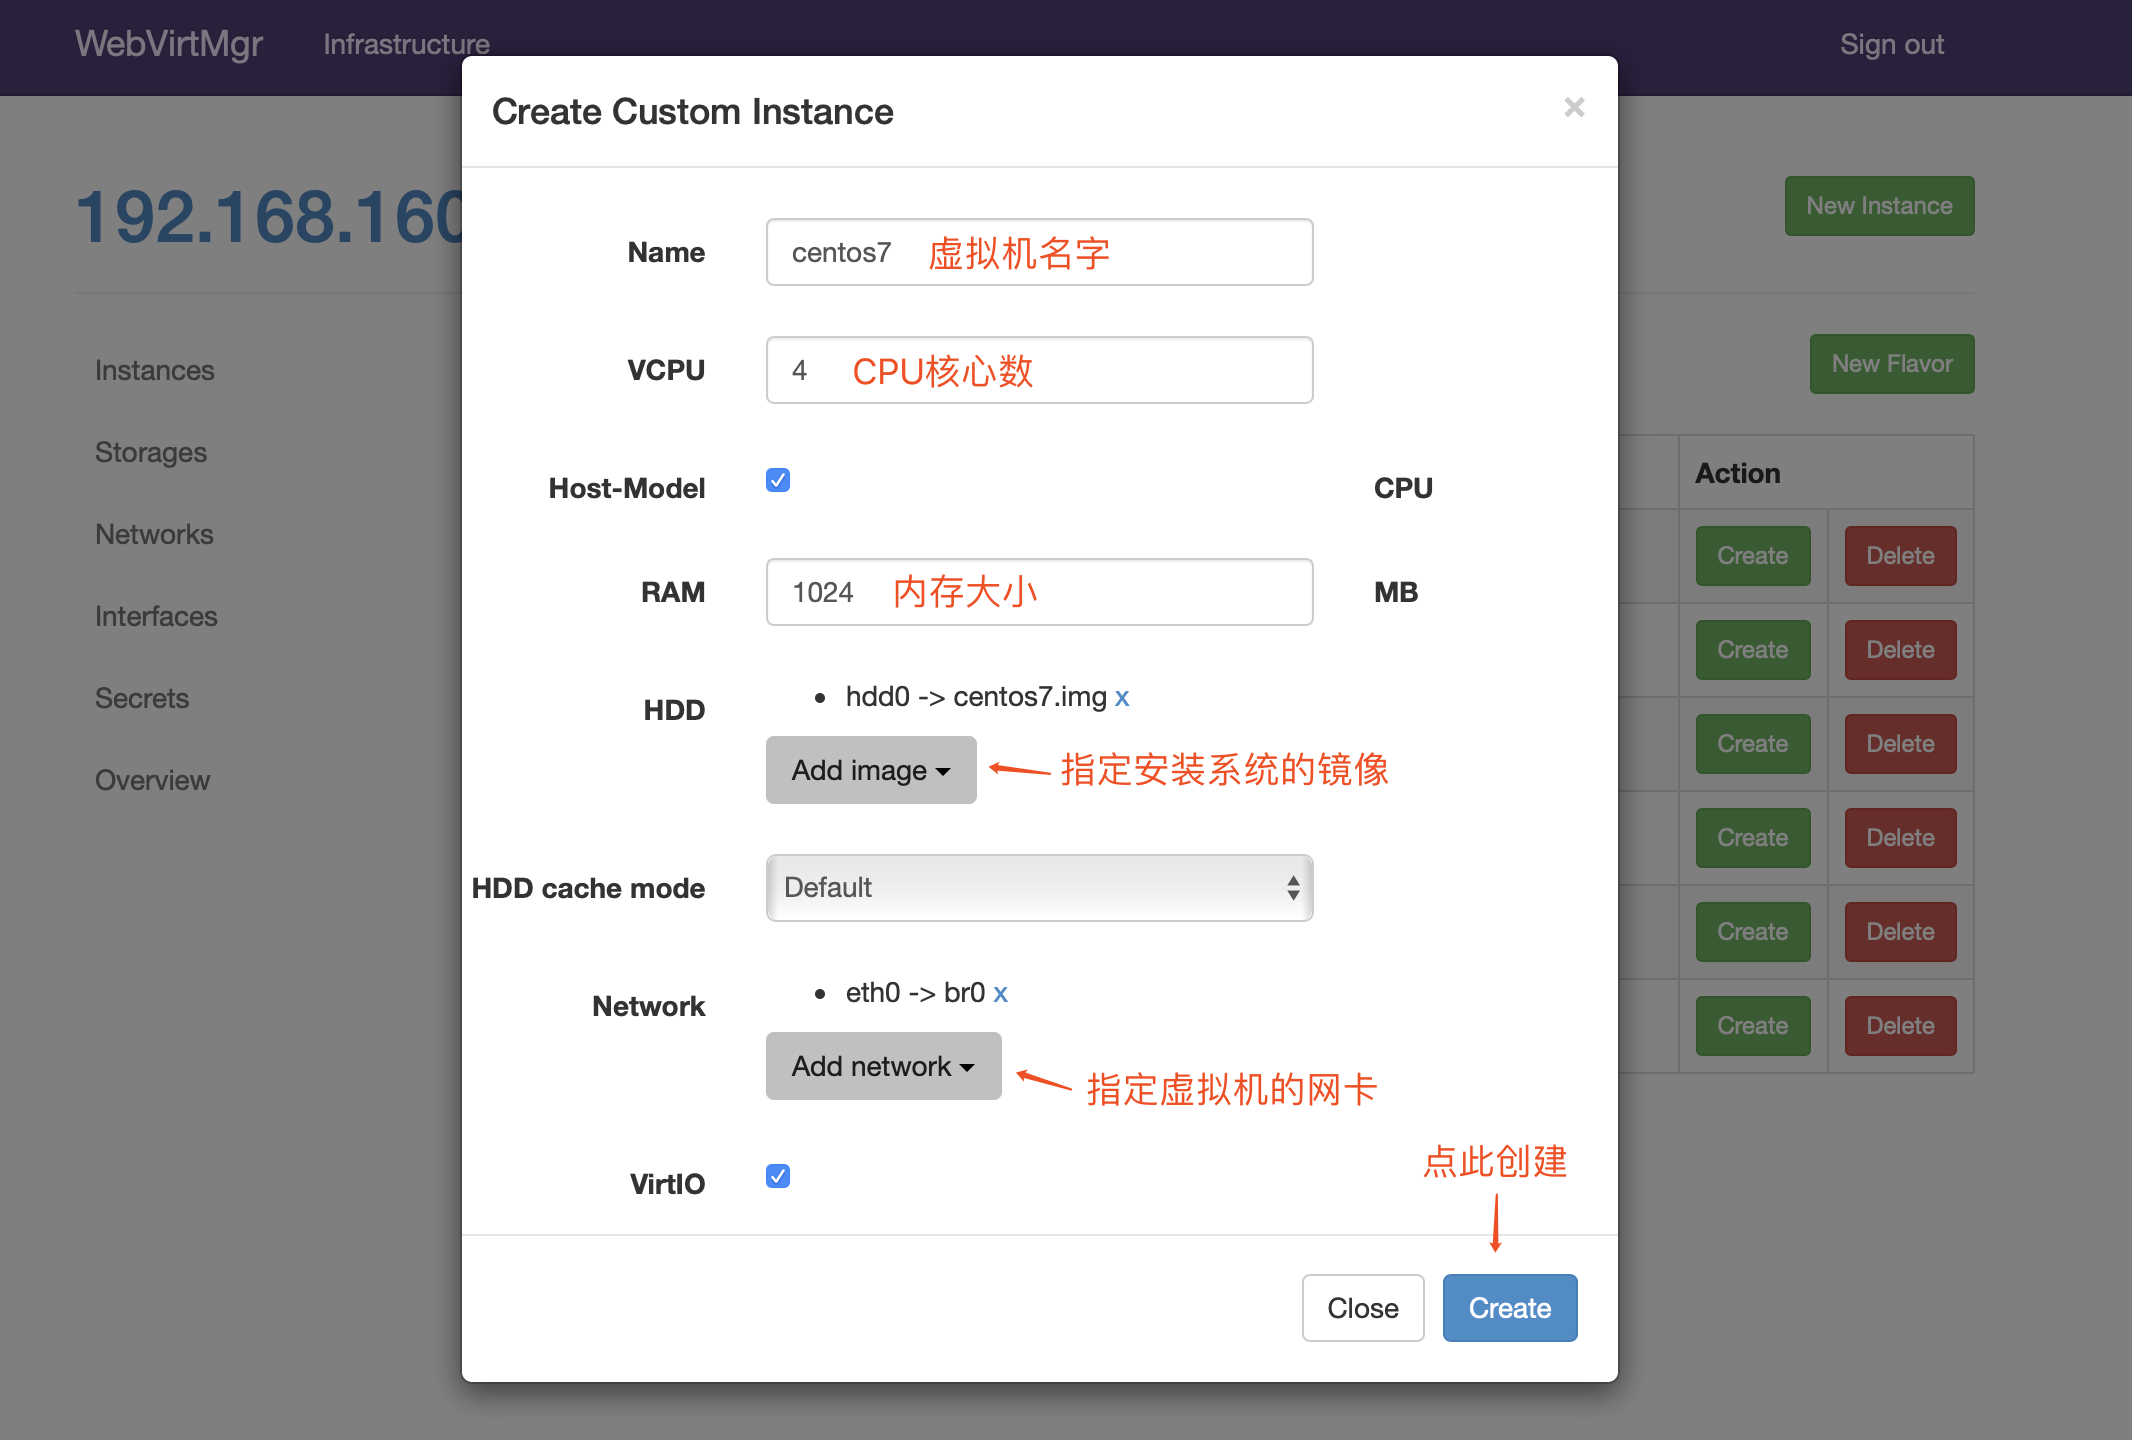 WebVirtMgr Infrastructure Sign out
Create Custom Instance ×
192.168.160
New Instance
Name centos7 虚拟机名字
VCPU 4 CPU核心数
Instances
New Flavor
Storages
Action
Host-Model CPU
Networks
Create Delete
RAM 1024 内存大小 MB
Interfaces
Create Delete
Secrets
HDD hdd0 -> centos7.img x
Create Delete
Add image 指定安装系统的镜像
Overview
Create Delete
HDD cache mode Default
Create Delete
Network eth0 -> br0 x
Create Delete
Add network 指定虚拟机的网卡
点此创建
VirtIO
Close Create